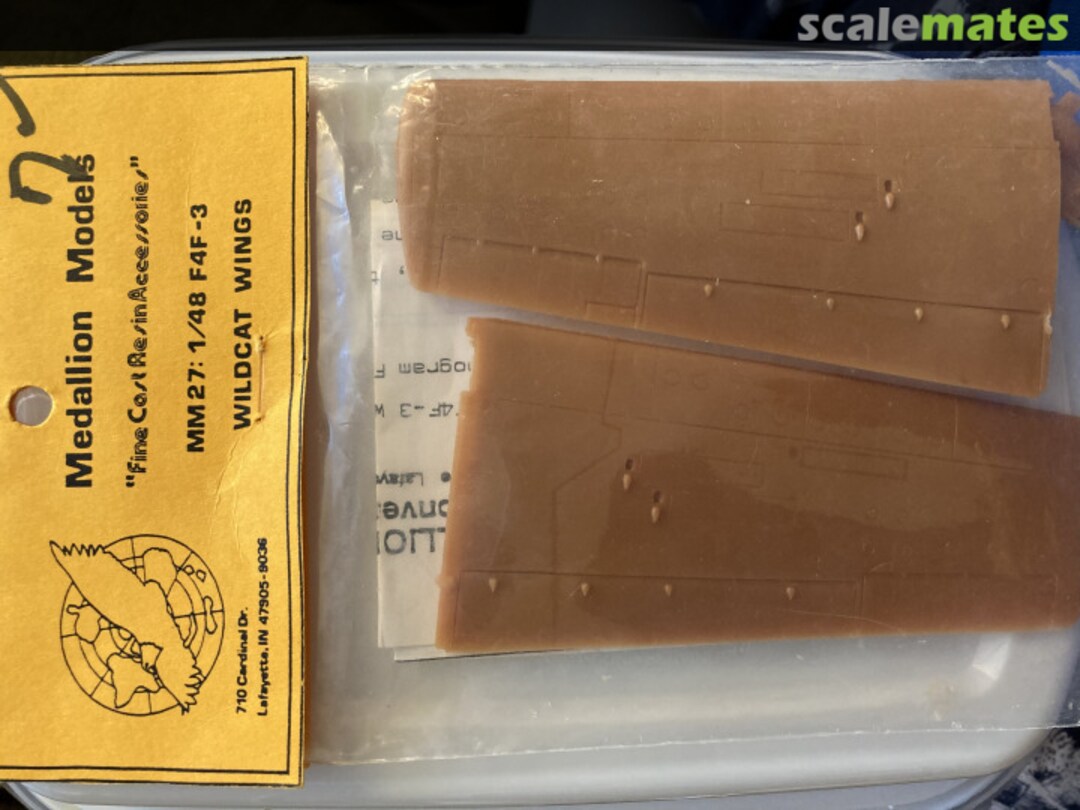 scalemates
Medallion Models
"Fine Cast Resin Accessories"
MM27: 1/48 F4F-3
WILDCAT WINGS
710 Cardinal Dr.
Lafayette, IN 47905-9036